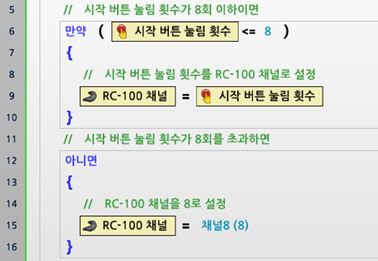 5 // 시작 버튼 눌림 횟수가 8회 이하이면
6 만약 ( 시작 버튼 눌림 횟수 <= 8 )
7 {
8 // 시작 버튼 눌림 횟수를 RC-100 채널로 설정
9 RC-100 채널 = 시작 버튼 눌림 횟수
10 }
11 // 시작 버튼 눌림 횟수가 8회를 초과하면
12 아니면
13 {
14 // RC-100 채널을 8로 설정
15 RC-100 채널 = 채널8 (8)
16 }